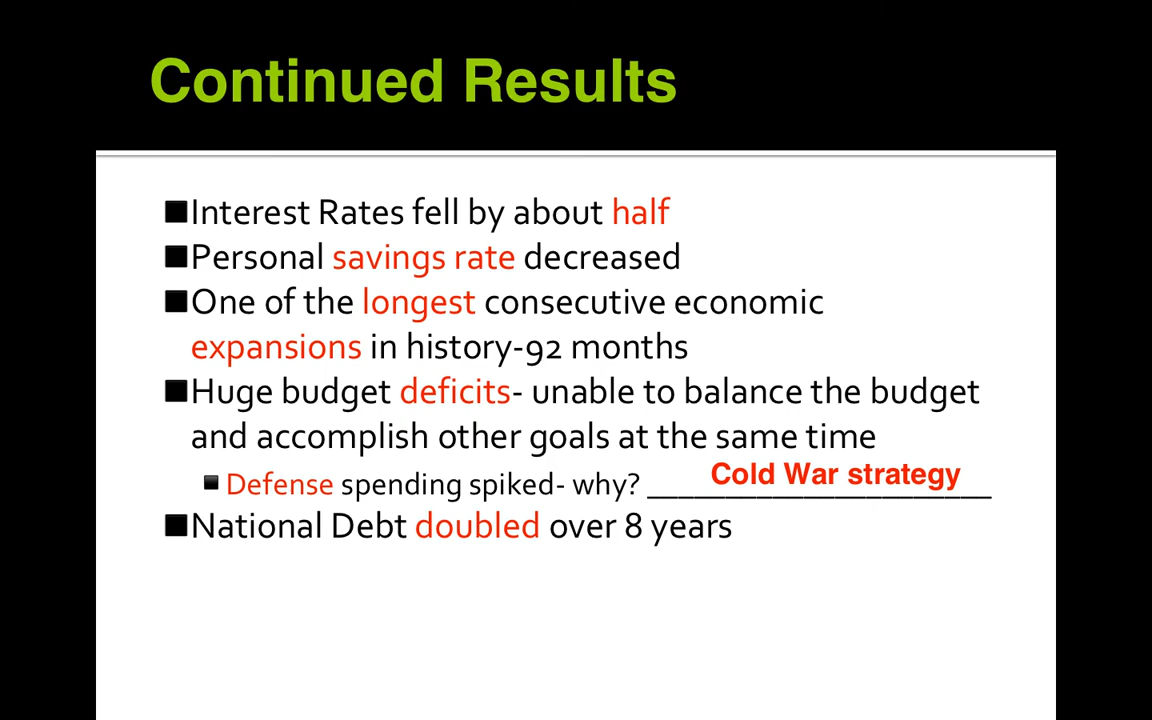 Continued Results
■Interest Rates fell by about half
■Personal savings rate decreased
■One of the longest consecutive economic
expansions in history-92 months
■Huge budget deficits- unable to balance the budget
and accomplish other goals at the same time
■ Defense spending spiked- why? Cold War strategy
■National Debt doubled over 8 years